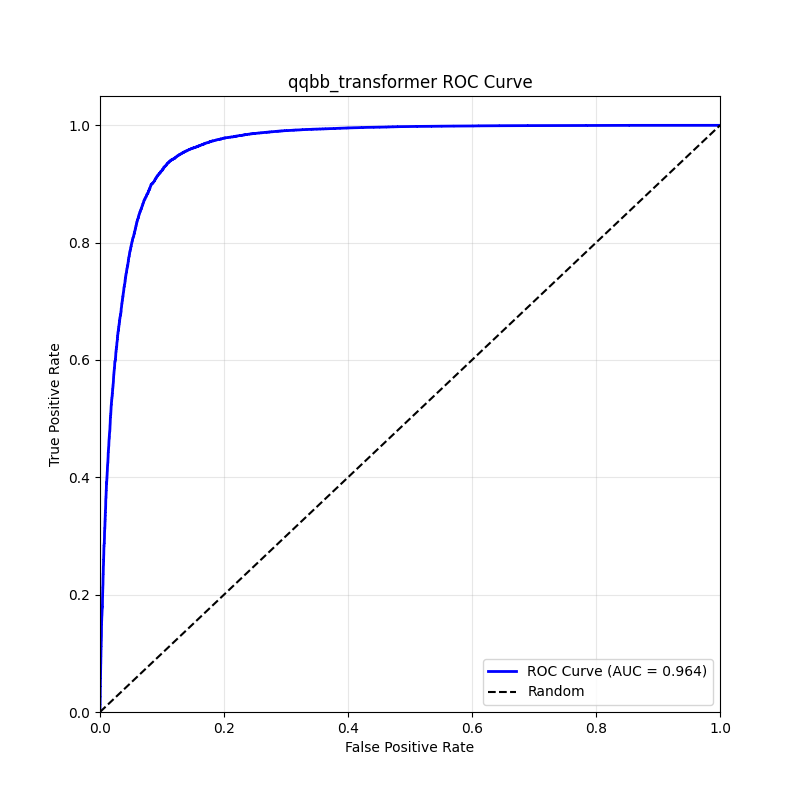 qqbb_transformer ROC Curve
True Positive Rate
1.0
0.8
0.6
0.4
0.2
0.0
ROC Curve (AUC = 0.964)
Random
0.0 0.2 0.4 0.6 0.8 1.0
False Positive Rate